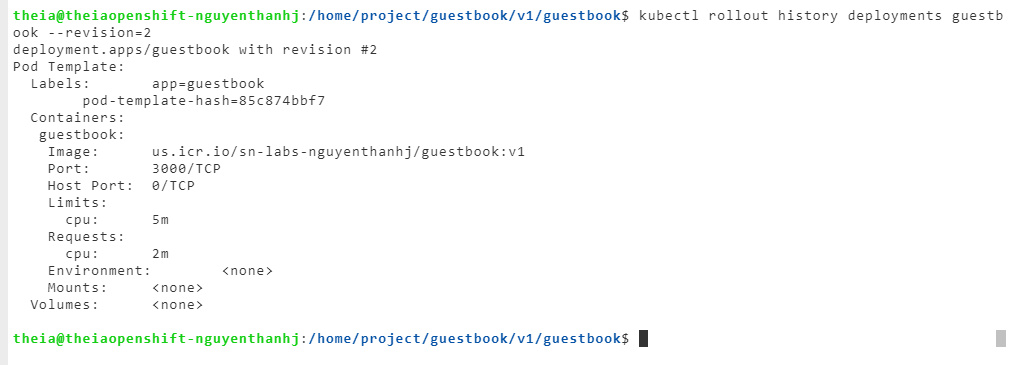 theia@theiaopenshift-nguyenthanhj:/home/project/guestbook/v1/guestbook$ kubectl rollout history deployments guestb
ook --revision=2
deployment.apps/guestbook with revision #2
Pod Template:
  Labels:       app=guestbook
        pod-template-hash=85c874bbf7
  Containers:
   guestbook:
    Image:      us.icr.io/sn-labs-nguyenthanhj/guestbook:v1
    Port:       3000/TCP
    Host Port:  0/TCP
    Limits:
      cpu:      5m
    Requests:
      cpu:      2m
    Environment:        <none>
    Mounts:     <none>
  Volumes:      <none>
theia@theiaopenshift-nguyenthanhj:/home/project/guestbook/v1/guestbook$